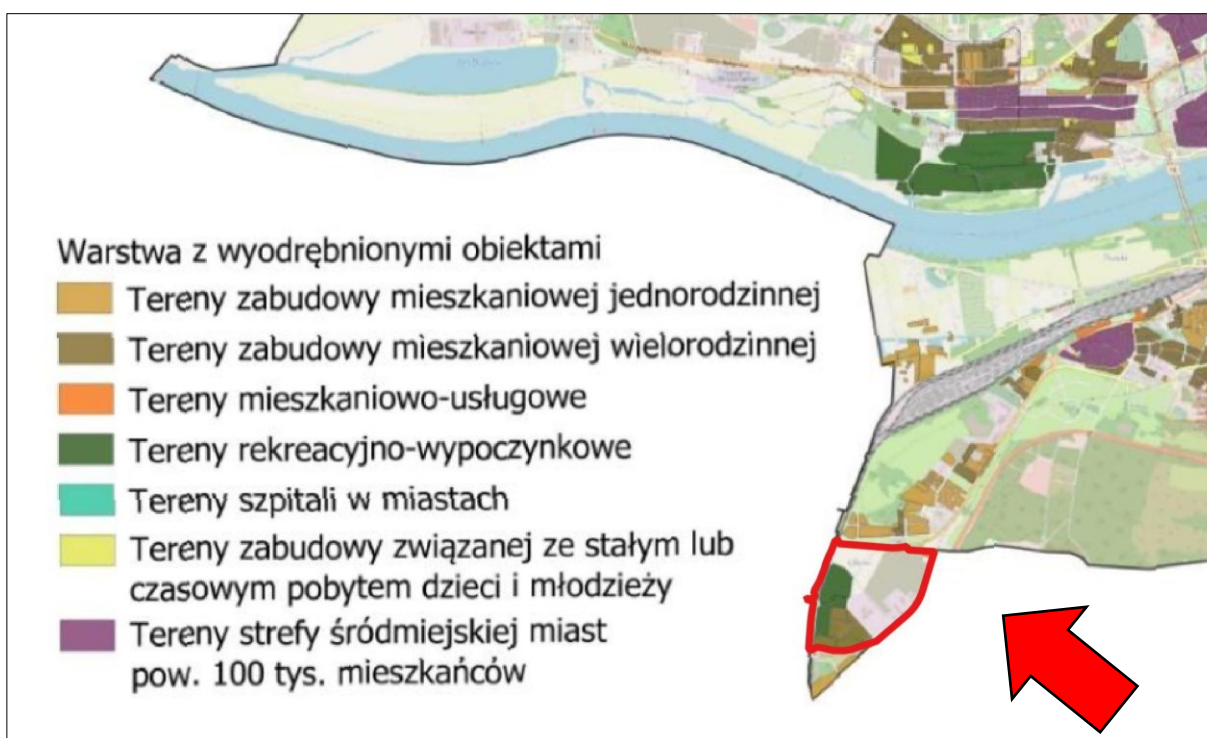 Warstwa z wyodrębnionymi obiektami
Tereny zabudowy mieszkaniowej jednorodzinnej
Tereny zabudowy mieszkaniowej wielorodzinnej
Tereny mieszkaniowo-usługowe
Tereny rekreacyjno-wypoczynkowe
Tereny szpitali w miastach
Tereny zabudowy związanej ze stałym lub
czasowym pobytem dzieci i młodzieży
Tereny strefy śródmiejskiej miast
pow. 100 tys. mieszkańców